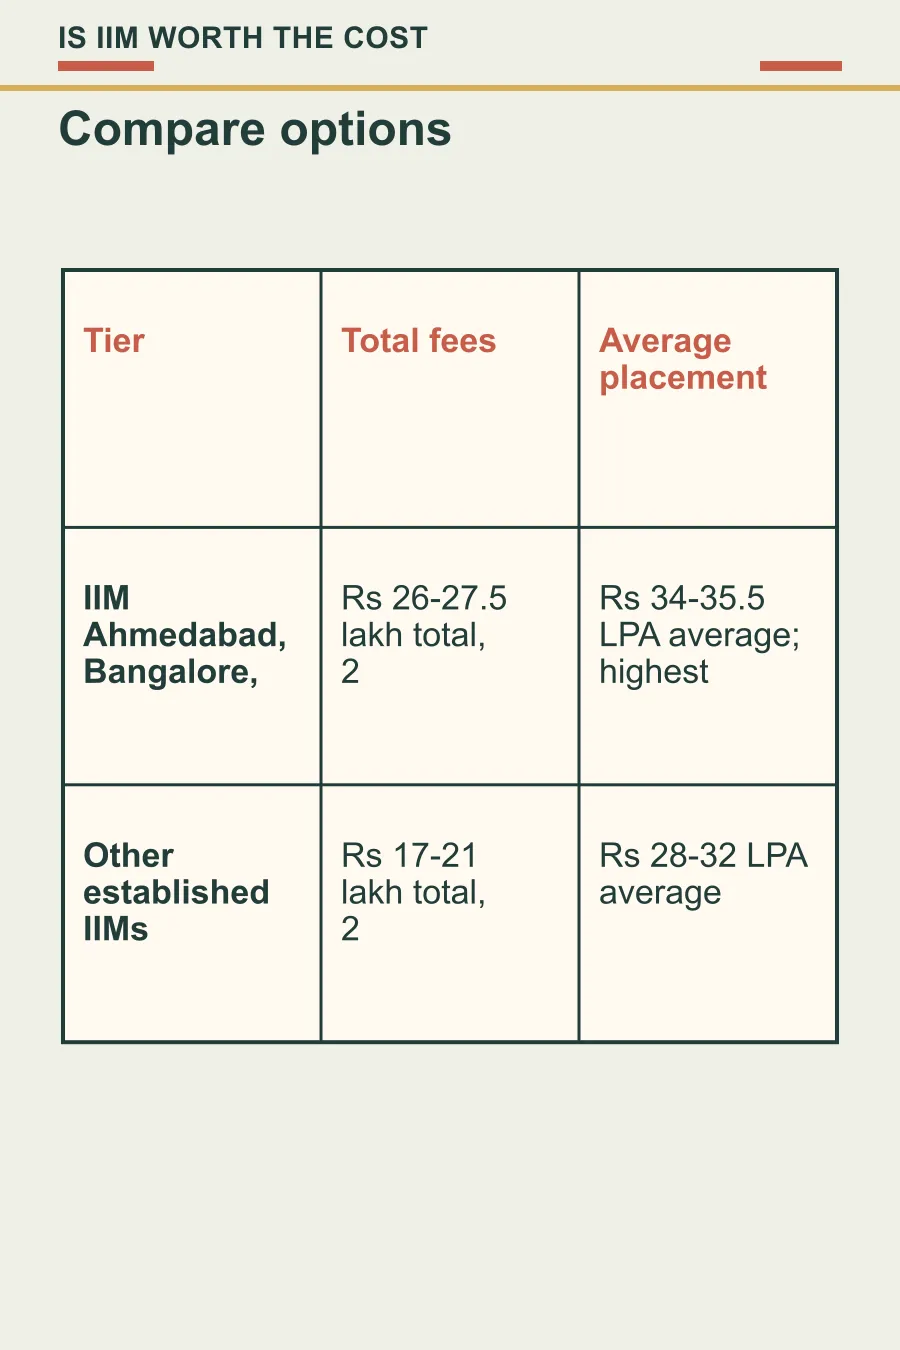 IS IIM WORTH THE COST
Compare options
Tier
Total fees
Average
placement
IIM
Ahmedabad,
Bangalore,
Rs 26-27.5
lakh total,
2
Rs 34-35.5
LPA average;
highest
Other
established
IIMs
Rs 17-21
lakh total,
2
Rs 28-32 LPA
average